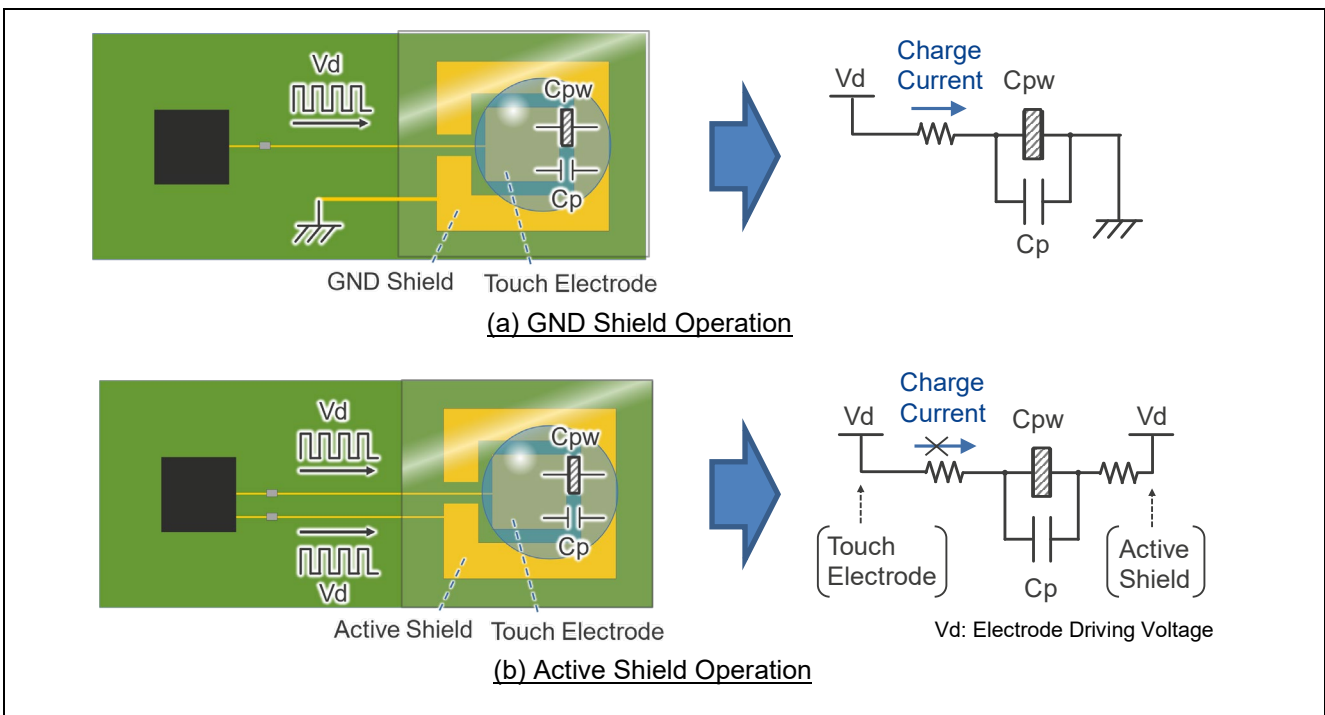 Vd
Cpw
Cp
GND Shield
Touch Electrode
Charge
Current
Vd
Cpw
Cp
(a) GND Shield Operation
Vd
Vd
Cpw
Cp
Active Shield
Touch Electrode
Charge
Current
Vd
Cpw
Vd
Touch
Electrode
Cp
Active
Shield
Vd: Electrode Driving Voltage
(b) Active Shield Operation